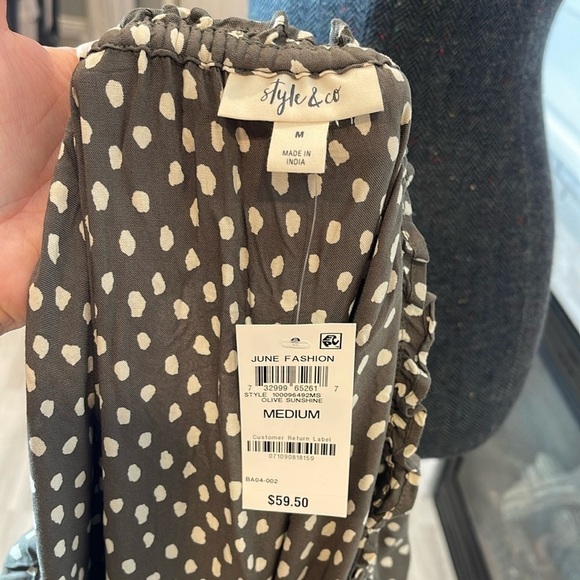 style & co
M
MADE IN
INDIA
JUNE FASHION
7 32999 65261 7
STYLE 100096492MS
OLIVE SUNSHINE
MEDIUM
Customer Return Label
071090818159
BA04-002
$59.50